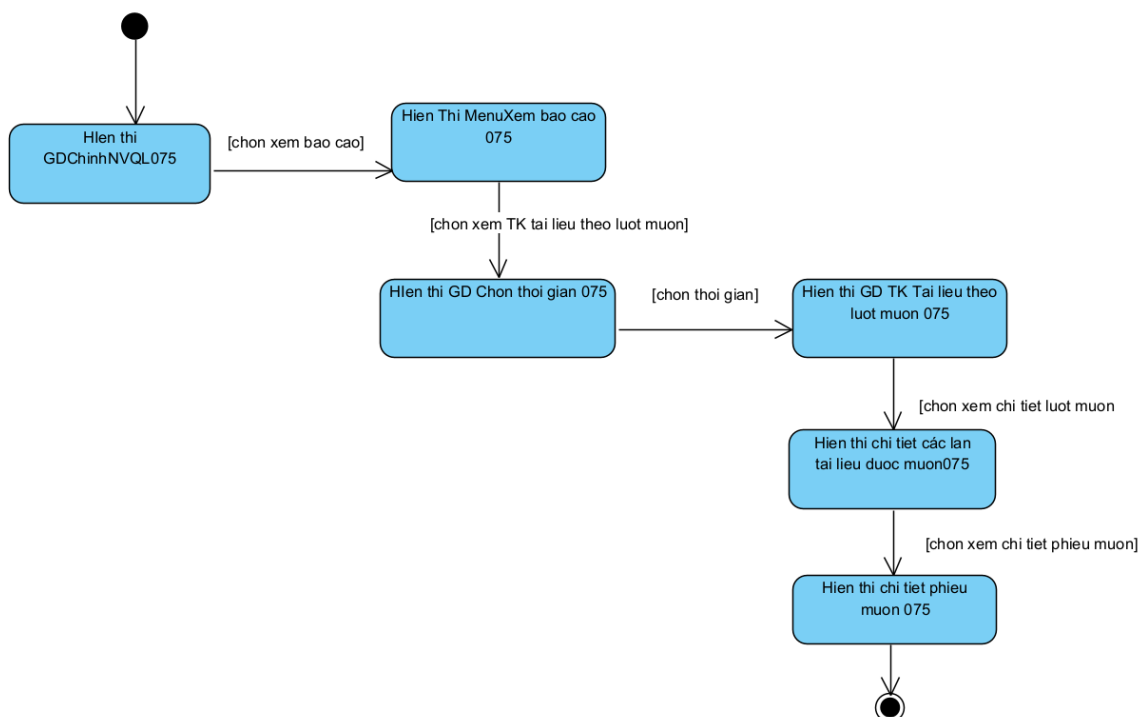 HIen thi
GDChinhNVQL075
[chon xem bao cao]
Hien Thi MenuXem bao cao
075
[chon xem TK tai lieu theo luot muon]
HIen thi GD Chon thoi gian 075
[chon thoi gian]
Hien thi GD TK Tai lieu theo
luot muon 075
[chon xem chi tiet luot muon
Hien thi chi tiet các lan
tai lieu duoc muon075
[chon xem chi tiet phieu muon]
Hien thi chi tiet phieu
muon 075